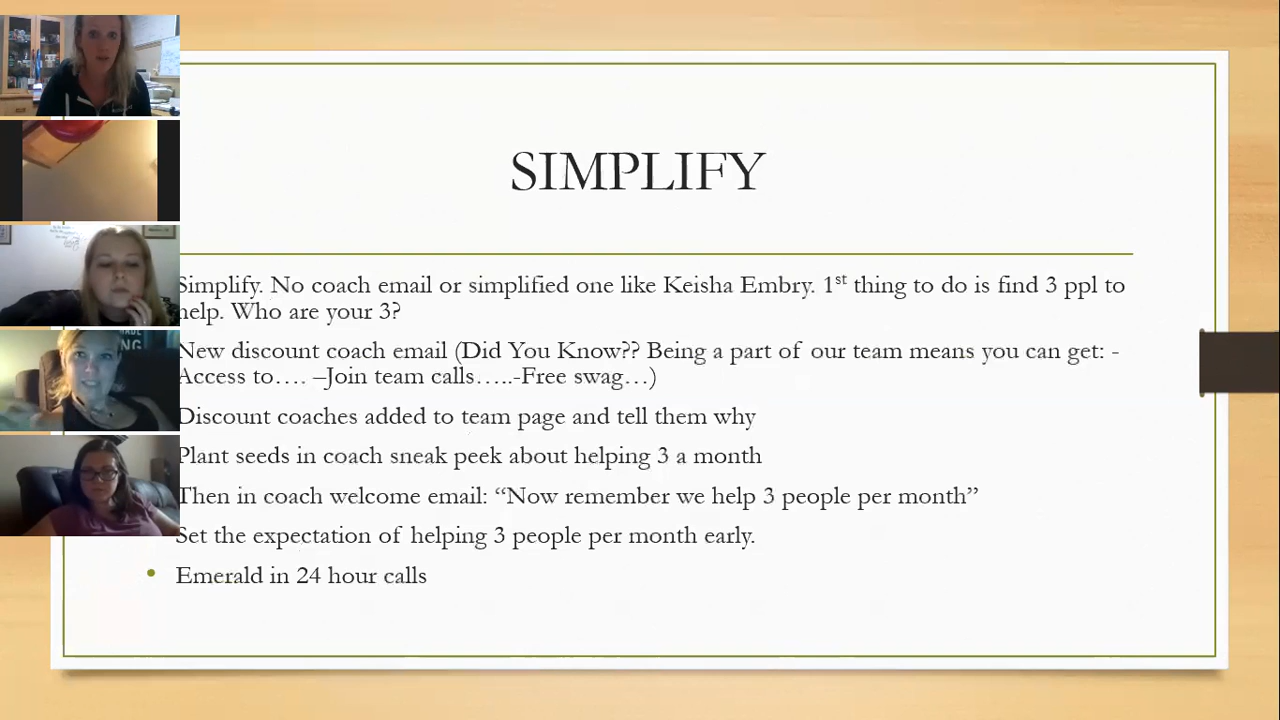 SIMPLIFY
Simplify. No coach email or simplified one like Keisha Embry. 1st thing to do is find 3 ppl to
help. Who are your 3?
New discount coach email (Did You Know?? Being a part of our team means you can get: -
Access to…. –Join team calls…..-Free swag…)
Discount coaches added to team page and tell them why
Plant seeds in coach sneak peek about helping 3 a month
Then in coach welcome email: “Now remember we help 3 people per month”
Set the expectation of helping 3 people per month early.
• Emerald in 24 hour calls